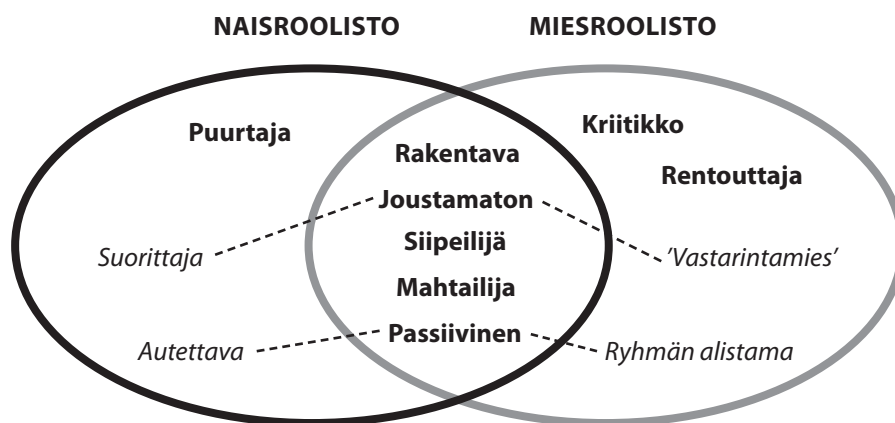 NAISROOLISTO
MIESROOLISTO
Puurtaja
Kriitikko
Rakentava
Rentouttaja
Joustamaton
Suorittaja
Siipeilijä
'Vastarintamies'
Mahtailija
Autettava
Passiivinen
Ryhmän alistama